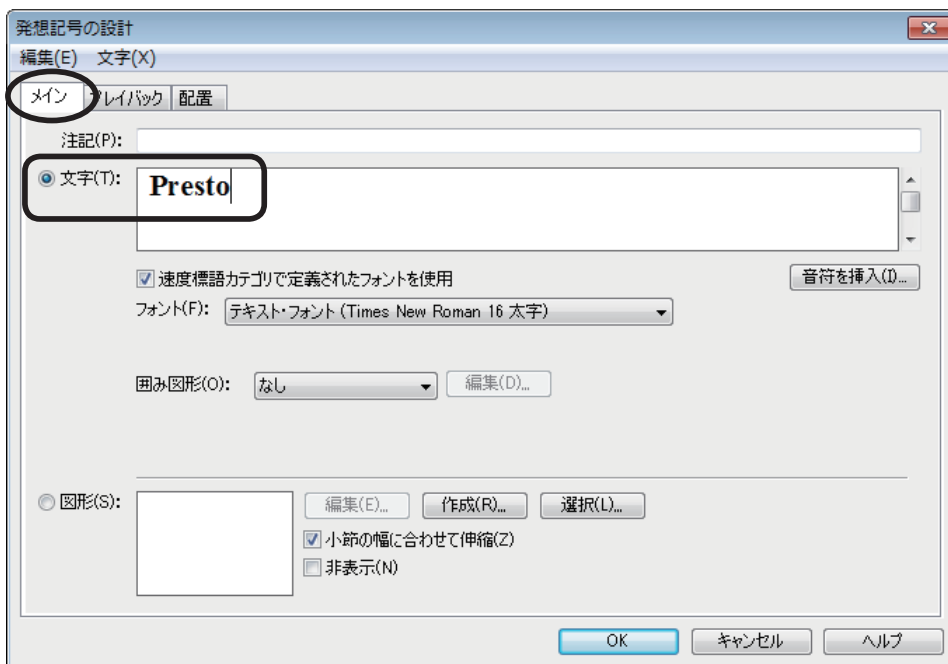 発想記号の設計
編集(E) 文字(X)
メイン プレイバック 配置
注記(P):
文字(T): Presto
速度標語カテゴリで定義されたフォントを使用 音符を挿入(I)...
フォント(F): テキスト・フォント (Times New Roman 16 太字)
囲み図形(O): なし 編集(D)...
図形(S): 編集(E)... 作成(R)... 選択(L)...
小節の幅に合わせて伸縮(Z)
非表示(N)
OK キャンセル ヘルプ